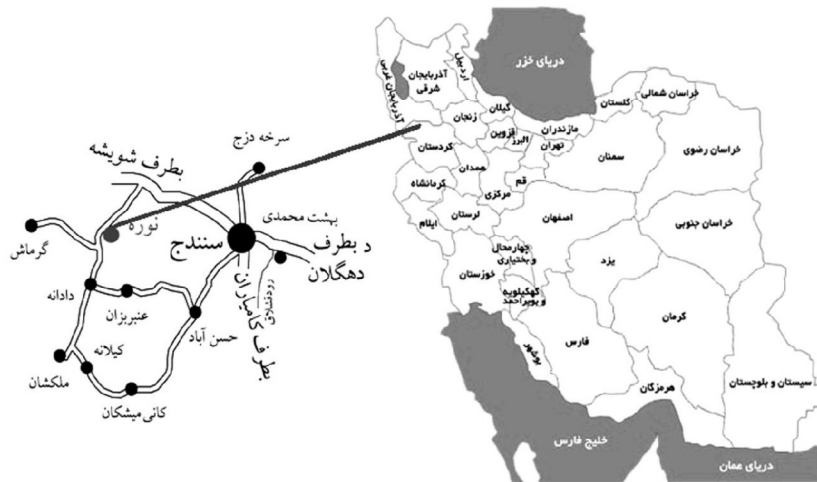 سرخه دزج
بطرف شویشه
نوره
گرماش
بهشت محمدی
سنندج
د بطرف
دهگلان
دادانه
عنبربزان
حسن آباد
رودقشلاق
بطرف کامیاران
کیلانه
ملکشان
کانی میشکان
دریای خزر
اردبیل
آذربایجان
شرقی
آذربایجان غربی
گیلان
زنجان
قزوین
البرز
مازندران
تهران
گلستان
خراسان شمالی
خراسان رضوی
سمنان
کردستان
همدان
قم
مرکزی
کرمانشاه
لرستان
ایلام
اصفهان
خراسان جنوبی
چهارمحال
و بختیاری
یزد
خوزستان
کهکیلویه
و بویراحمد
کرمان
فارس
بوشهر
هرمزگان
سیستان و بلوچستان
خلیج فارس
دریای عمان